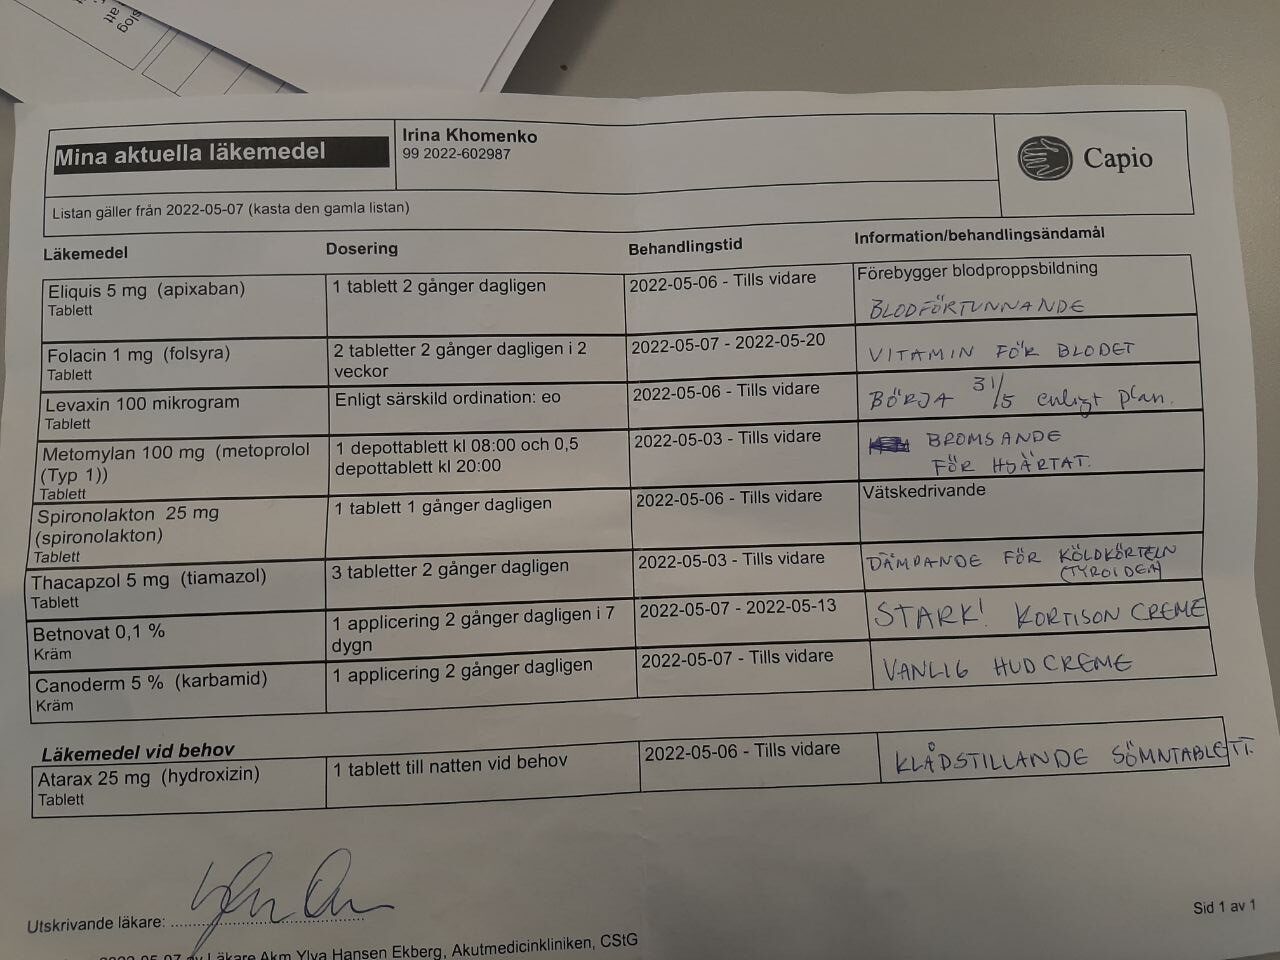 slog
att
Mina aktuella läkemedel
Irina Khomenko
99 2022-602987
Capio
Listan gäller från 2022-05-07 (kasta den gamla listan)
Läkemedel Dosering Behandlingstid Information/behandlingsändamål
Eliquis 5 mg (apixaban)
Tablett
1 tablett 2 gånger dagligen
2022-05-06 - Tills vidare
Förebygger blodproppsbildning
BLODFÖRTUNNANDE
Folacin 1 mg (folsyra)
Tablett
2 tabletter 2 gånger dagligen i 2
veckor
2022-05-07 - 2022-05-20
VITAMIN FÖR BLODET
Levaxin 100 mikrogram
Tablett
Enligt särskild ordination: eo
2022-05-06 - Tills vidare
BÖRJA 31/5 enligt plan.
Metomylan 100 mg (metoprolol
(Typ 1))
Tablett
1 depottablett kl 08:00 och 0,5
depottablett kl 20:00
2022-05-03 - Tills vidare
BROMSANDE
FÖR HJÄRTAT.
Spironolakton 25 mg
(spironolakton)
Tablett
1 tablett 1 gånger dagligen
2022-05-06 - Tills vidare
Vätskedrivande
Thacapzol 5 mg (tiamazol)
Tablett
3 tabletter 2 gånger dagligen
2022-05-03 - Tills vidare
DÄMPANDE FÖR KÖLDKÖRTELN
(TYROIDEA)
Betnovat 0,1 %
Kräm
1 applicering 2 gånger dagligen i 7
dygn
2022-05-07 - 2022-05-13
STARK! KORTISON CREME
Canoderm 5 % (karbamid)
Kräm
1 applicering 2 gånger dagligen
2022-05-07 - Tills vidare
VANLIG HUDCREME
Läkemedel vid behov
Atarax 25 mg (hydroxizin)
Tablett
1 tablett till natten vid behov
2022-05-06 - Tills vidare
KLÅDSTILLANDE SÖMNTABLETT.
Utskrivande läkare:
Sid 1 av 1
2022-05-07 av Läkare Akm Ylva Hansen Ekberg, Akutmedicinkliniken, CStG